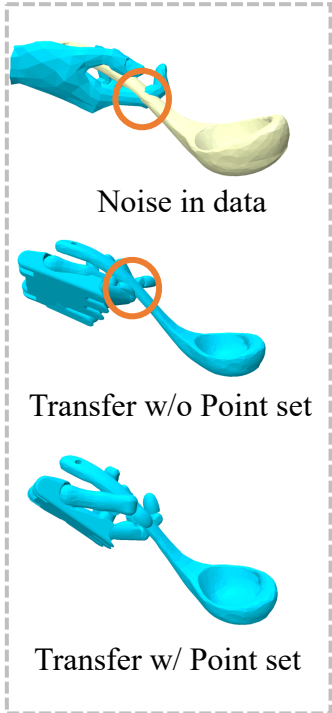 Noise in data
Transfer w/o Point set
Transfer w/ Point set